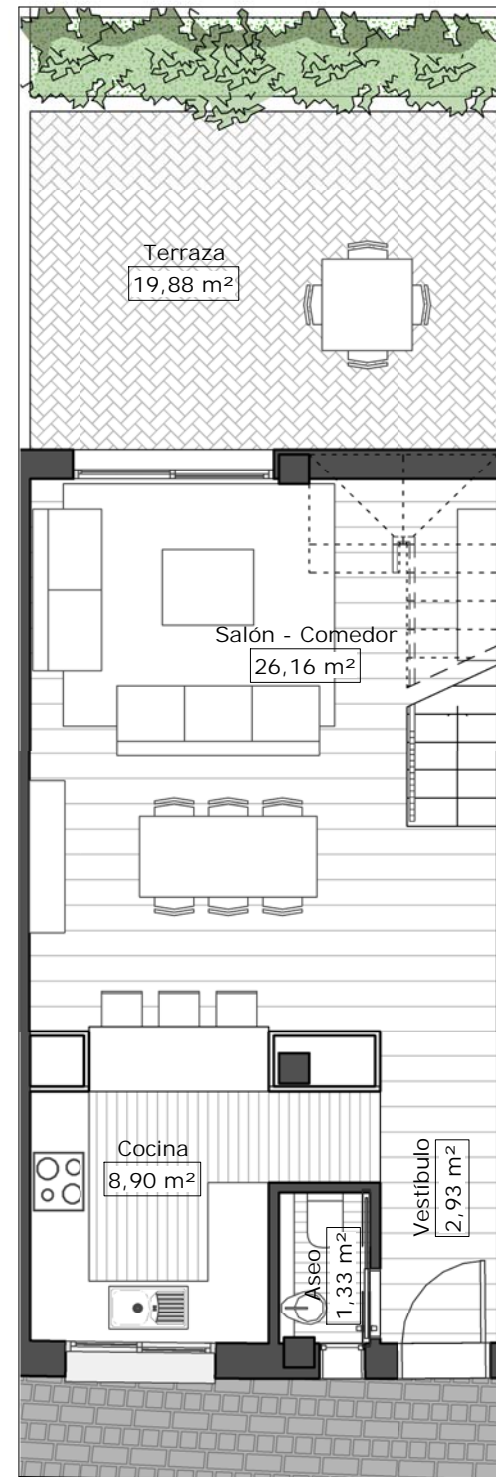 Terraza
19,88 m²
Salón - Comedor
26,16 m²
Cocina
8,90 m²
Vestíbulo
2,93 m²
Aseo
1,33 m²